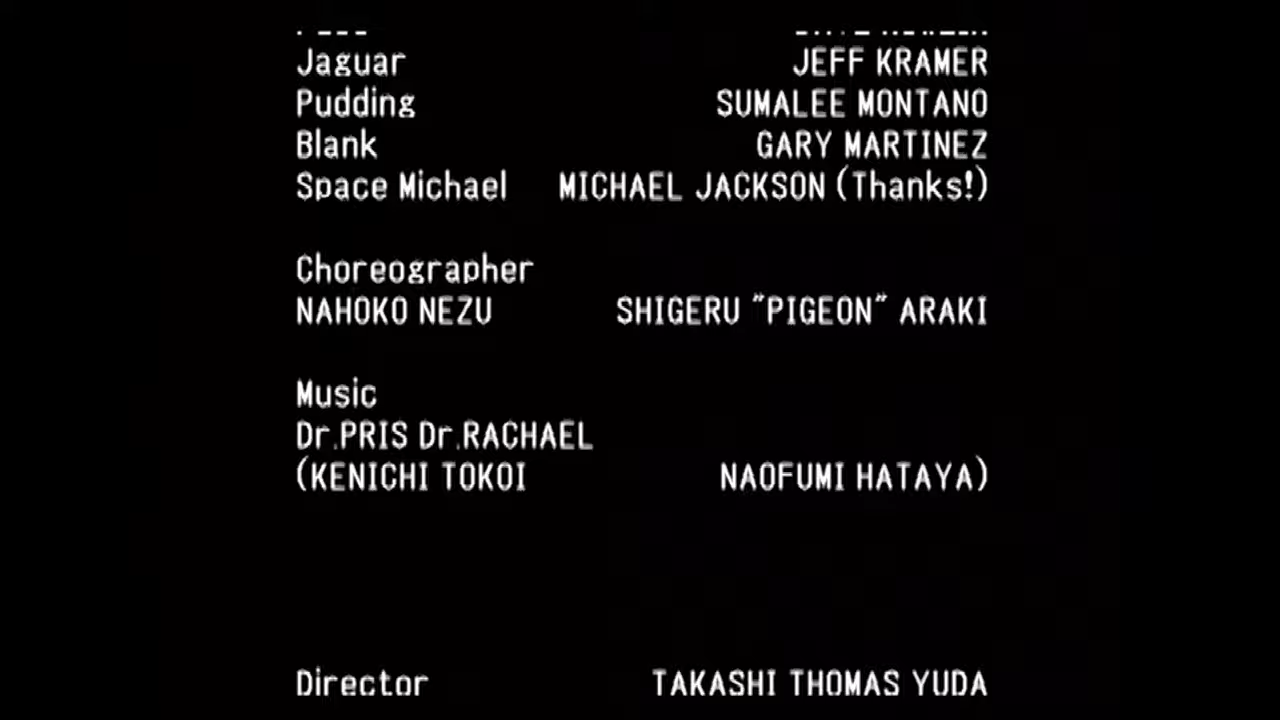 Jaguar JEFF KRAMER
Pudding SUMALEE MONTANO
Blank GARY MARTINEZ
Space Michael MICHAEL JACKSON (Thanks!)
Choreographer
NAHOKO NEZU SHIGERU "PIGEON" ARAKI
Music
Dr.PRIS Dr.RACHAEL
(KENICHI TOKOI NAOFUMI HATAYA)
Director TAKASHI THOMAS YUDA